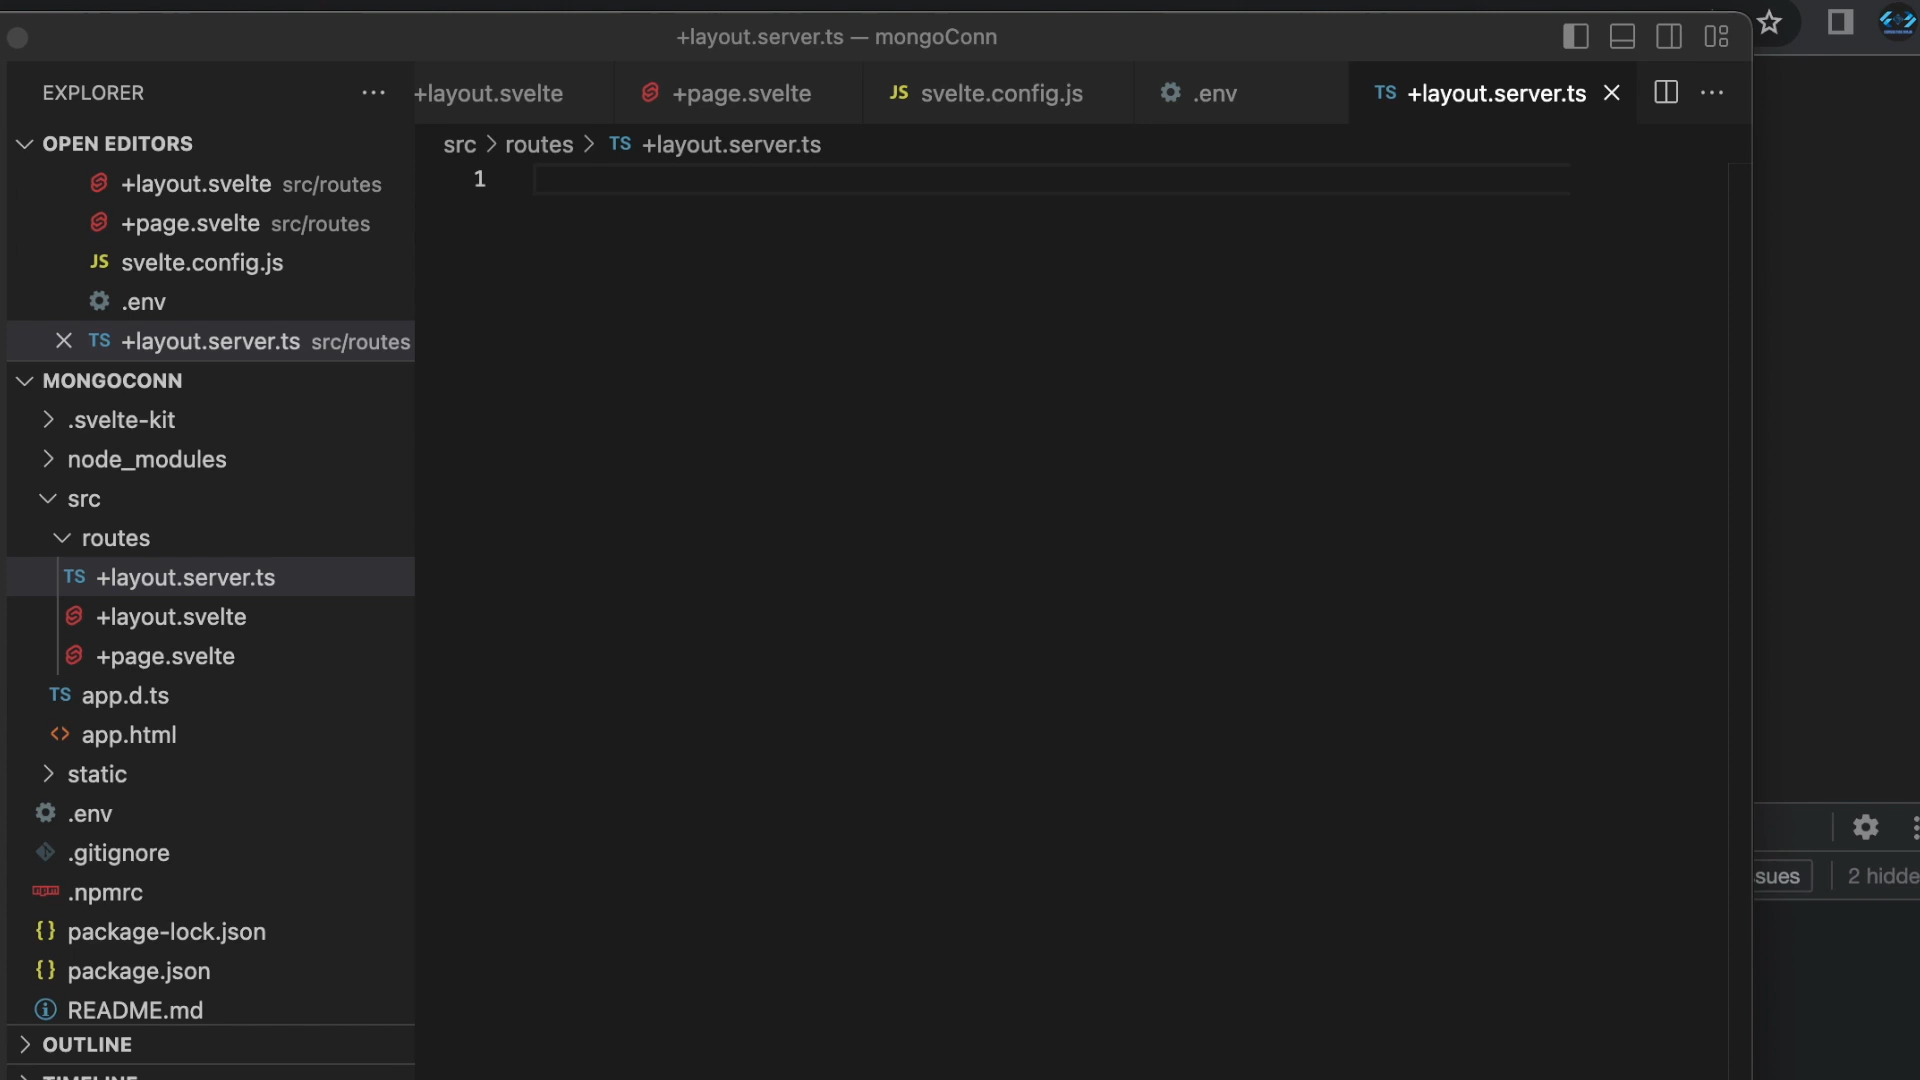 +layout.server.ts — mongoConn
EXPLORER
+layout.svelte
+page.svelte
JS svelte.config.js
.env
TS +layout.server.ts
OPEN EDITORS
src > routes > TS +layout.server.ts
1
+layout.svelte src/routes
+page.svelte src/routes
JS svelte.config.js
.env
TS +layout.server.ts src/routes
MONGOCONN
.svelte-kit
node_modules
src
routes
TS +layout.server.ts
+layout.svelte
+page.svelte
TS app.d.ts
<> app.html
static
.env
.gitignore
npm .npmrc
{} package-lock.json
{} package.json
README.md
OUTLINE
TIMELINE
sues
2 hidde